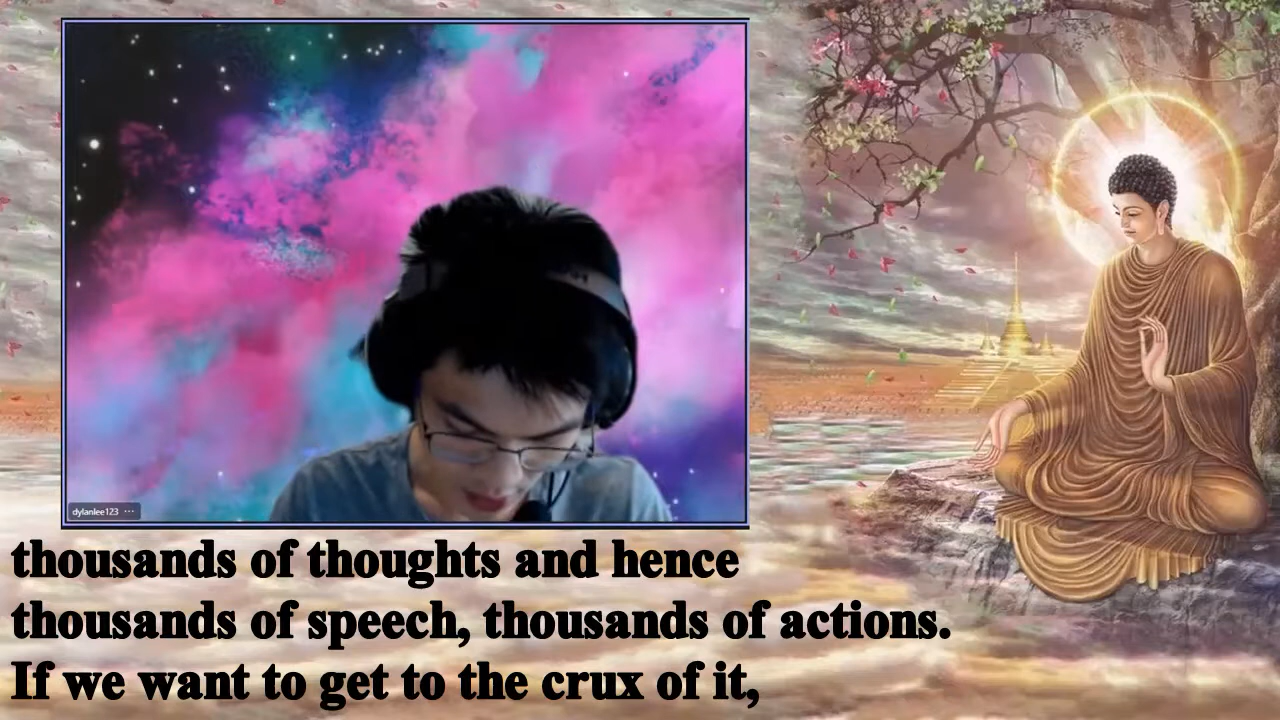 dylanlee123 ...
thousands of thoughts and hence
thousands of speech, thousands of actions.
If we want to get to the crux of it,